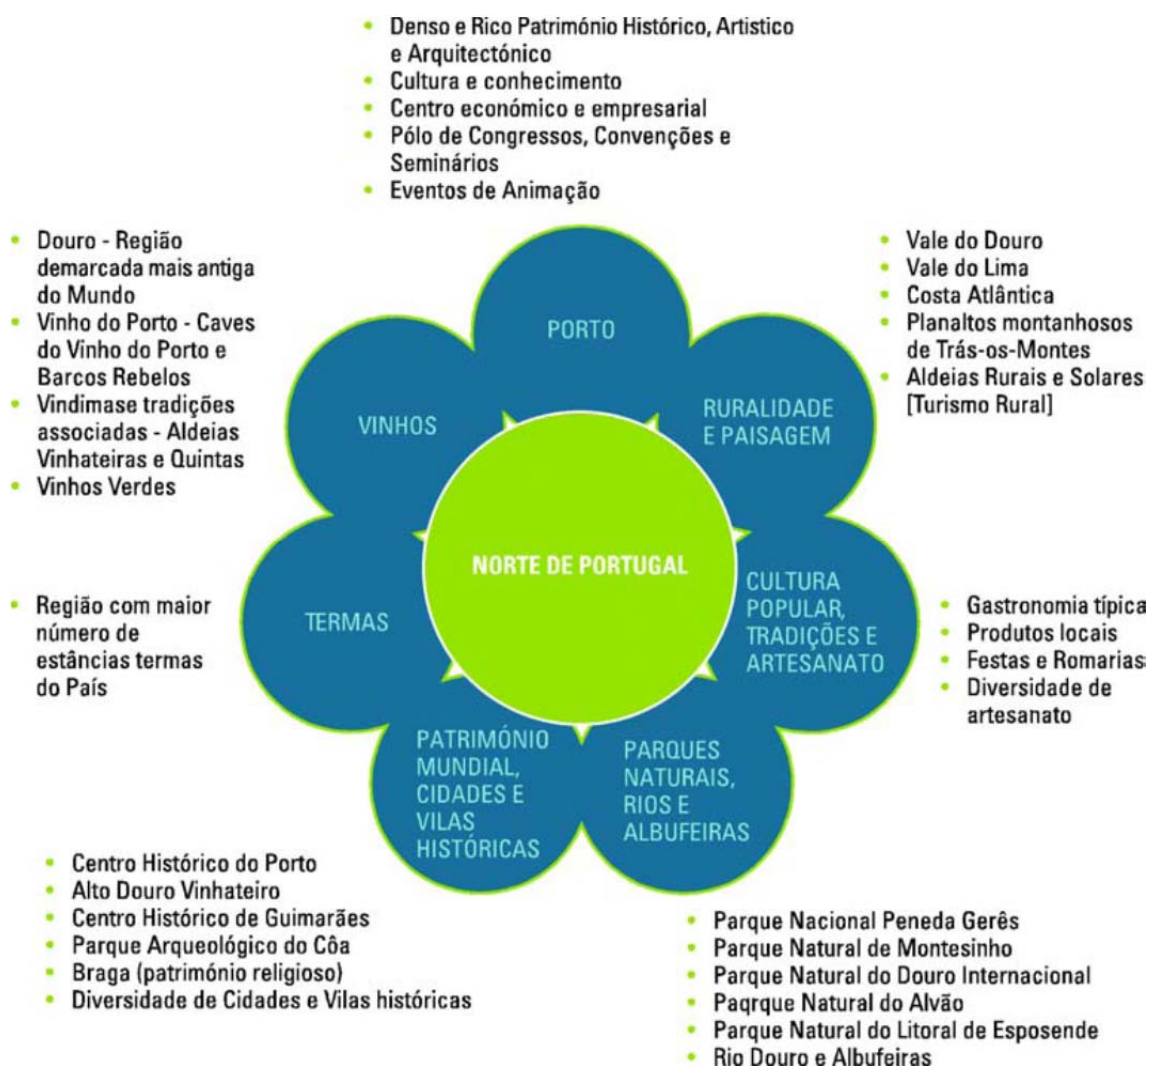 Denso e Rico Património Histórico, Artistico
e Arquitectónico
Cultura e conhecimento
Centro económico e empresarial
Pólo de Congressos, Convenções e
Seminários
Eventos de Animação
Douro - Região
demarcada mais antiga
do Mundo
Vinho do Porto - Caves
do Vinho do Porto e
Barcos Rebelos
Vindimase tradições
associadas - Aldeias
Vinhateiras e Quintas
Vinhos Verdes
Vale do Douro
Vale do Lima
Costa Atlântica
Planaltos montanhosos
de Trás-os-Montes
Aldeias Rurais e Solares
[Turismo Rural]
PORTO
VINHOS
RURALIDADE
E PAISAGEM
NORTE DE PORTUGAL
TERMAS
CULTURA
POPULAR,
TRADIÇÕES E
ARTESANATO
Região com maior
número de
estâncias termas
do País
Gastronomia típica
Produtos locais
Festas e Romarias
Diversidade de
artesanato
PATRIMÓNIO
MUNDIAL,
CIDADES E
VILAS
HISTÓRICAS
PARQUES
NATURAIS,
RIOS E
ALBUFEIRAS
Centro Histórico do Porto
Alto Douro Vinhateiro
Centro Histórico de Guimarães
Parque Arqueológico do Côa
Braga (património religioso)
Diversidade de Cidades e Vilas históricas
Parque Nacional Peneda Gerês
Parque Natural de Montesinho
Parque Natural do Douro Internacional
Paqrque Natural do Alvão
Parque Natural do Litoral de Esposende
Rio Douro e Albufeiras